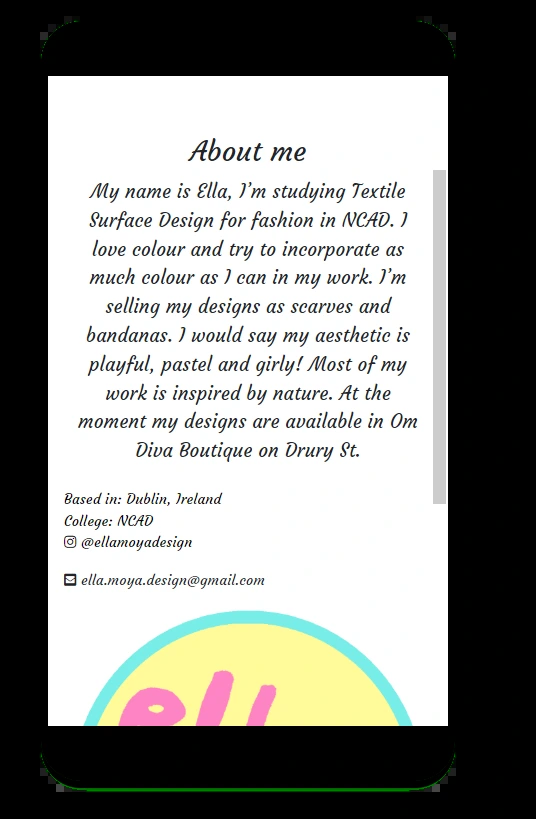 About me
My name is Ella, I'm studying Textile
Surface Design for fashion in NCAD. I
love colour and try to incorporate as
much colour as I can in my work. I'm
selling my designs as scarves and
bandanas. I would say my aesthetic is
playful, pastel and girly! Most of my
work is inspired by nature. At the
moment my designs are available in Om
Diva Boutique on Drury St.
Based in: Dublin, Ireland
College: NCAD
@ellamoyadesign
ella.moya.design@gmail.com
ell